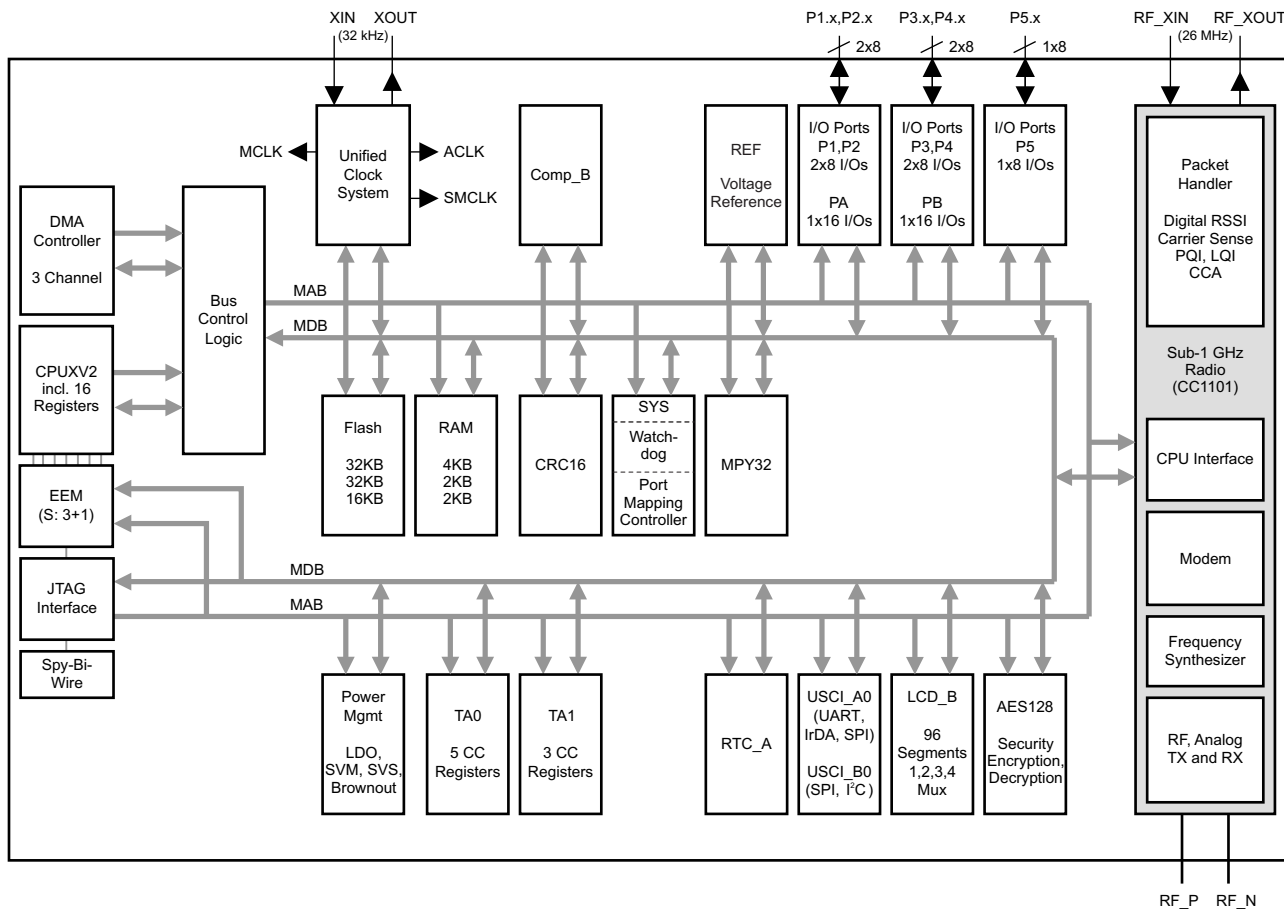 XIN XOUT
(32 kHz)
P1.x,P2.x
2x8
P3.x,P4.x
2x8
P5.x
1x8
RF_XIN RF_XOUT
(26 MHz)
MCLK
Unified
Clock
System
ACLK
SMCLK
Comp_B
REF
Voltage
Reference
I/O Ports
P1,P2
2x8 I/Os
PA
1x16 I/Os
I/O Ports
P3,P4
2x8 I/Os
PB
1x16 I/Os
I/O Ports
P5
1x8 I/Os
Packet
Handler
Digital RSSI
Carrier Sense
PQI, LQI
CCA
DMA
Controller
3 Channel
Bus
Control
Logic
MAB
MDB
CPUXV2
incl. 16
Registers
Sub-1 GHz
Radio
(CC1101)
Flash
32KB
32KB
16KB
RAM
4KB
2KB
2KB
CRC16
SYS
Watch-
dog
Port
Mapping
Controller
MPY32
CPU Interface
EEM
(S: 3+1)
Modem
JTAG
Interface
MDB
MAB
Spy-Bi-
Wire
Frequency
Synthesizer
Power
Mgmt
LDO,
SVM, SVS,
Brownout
TA0
5 CC
Registers
TA1
3 CC
Registers
RTC_A
USCI_A0
(UART,
IrDA, SPI)
USCI_B0
(SPI, I²C)
LCD_B
96
Segments
1,2,3,4
Mux
AES128
Security
Encryption,
Decryption
RF, Analog
TX and RX
RF_P RF_N